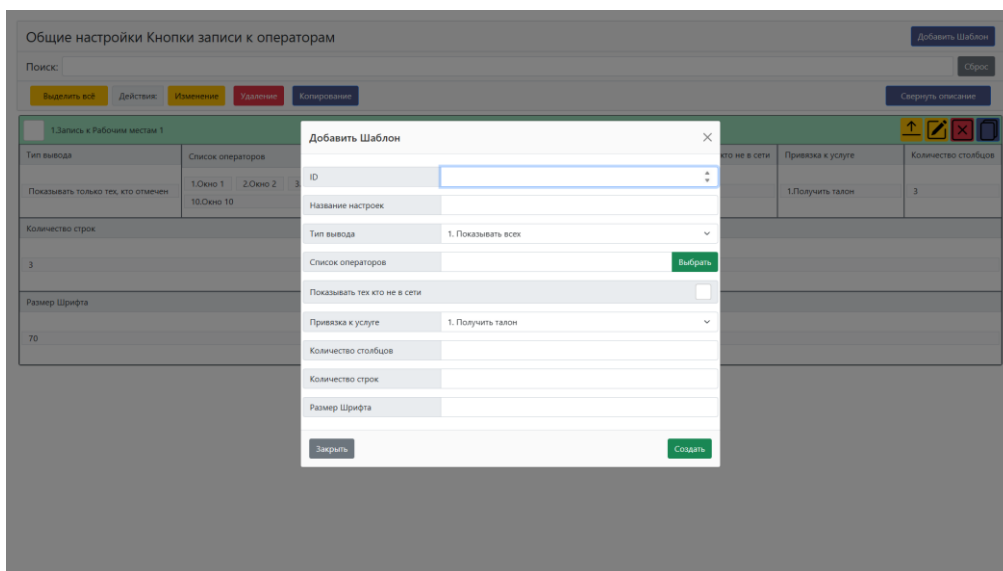 Общие настройки Кнопки записи к операторам
Добавить Шаблон
Поиск:
Сброс
Выделить всё
Действия:
Изменение
Удаление
Копирование
Свернуть описание
1.Запись к Рабочим местам 1
Тип вывода
Список операторов
кто не в сети
Привязка к услуге
Количество столбцов
Показывать только тех, кто отмечен
1.Окно 1
2.Окно 2
3.
10.Окно 10
1.Получить талон
3
Количество строк
3
Размер Шрифта
70
Добавить Шаблон
ID
Название настроек
Тип вывода
1. Показывать всех
Список операторов
Выбрать
Показывать тех кто не в сети
Привязка к услуге
1. Получить талон
Количество столбцов
Количество строк
Размер Шрифта
Закрыть
Создать